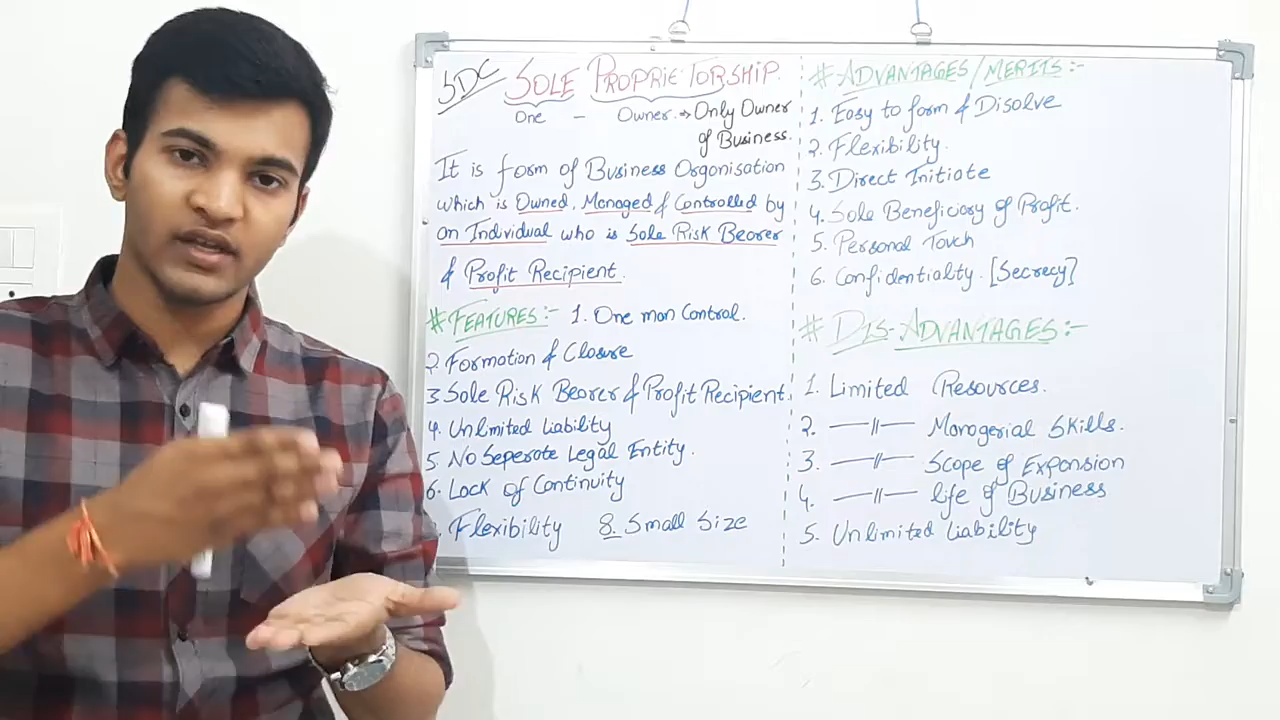 SDC SOLE PROPRIETORSHIP
One - Owner → Only Owner
of Business.
It is form of Business Orgonisation
which is Owned, Managed & Controlled by
an Individual who is Sole Risk Bearer
& Profit Recipient.
# FEATURES:- 1. One man Control.
2. Formation & Closure
3 Sole Risk Bearer & Profit Recipient.
4. Unlimited Liability
5. No Seperate Legal Entity.
6. Lack of Continuity
. Flexibility 8. Small Size
# ADVANTAGES/MERITS:-
1. Easy to form & Disolve
2. Flexibility.
3. Direct Initiate
4. Sole Beneficiary of Profit.
5. Personal Touch
6. Confidentiality. [Secrecy]
# DIS-ADVANTAGES:-
1. Limited Resources.
2. —"— Managerial Skills.
3. —"— Scope of Expansion
4. —"— life of Business
5. Unlimited Liability